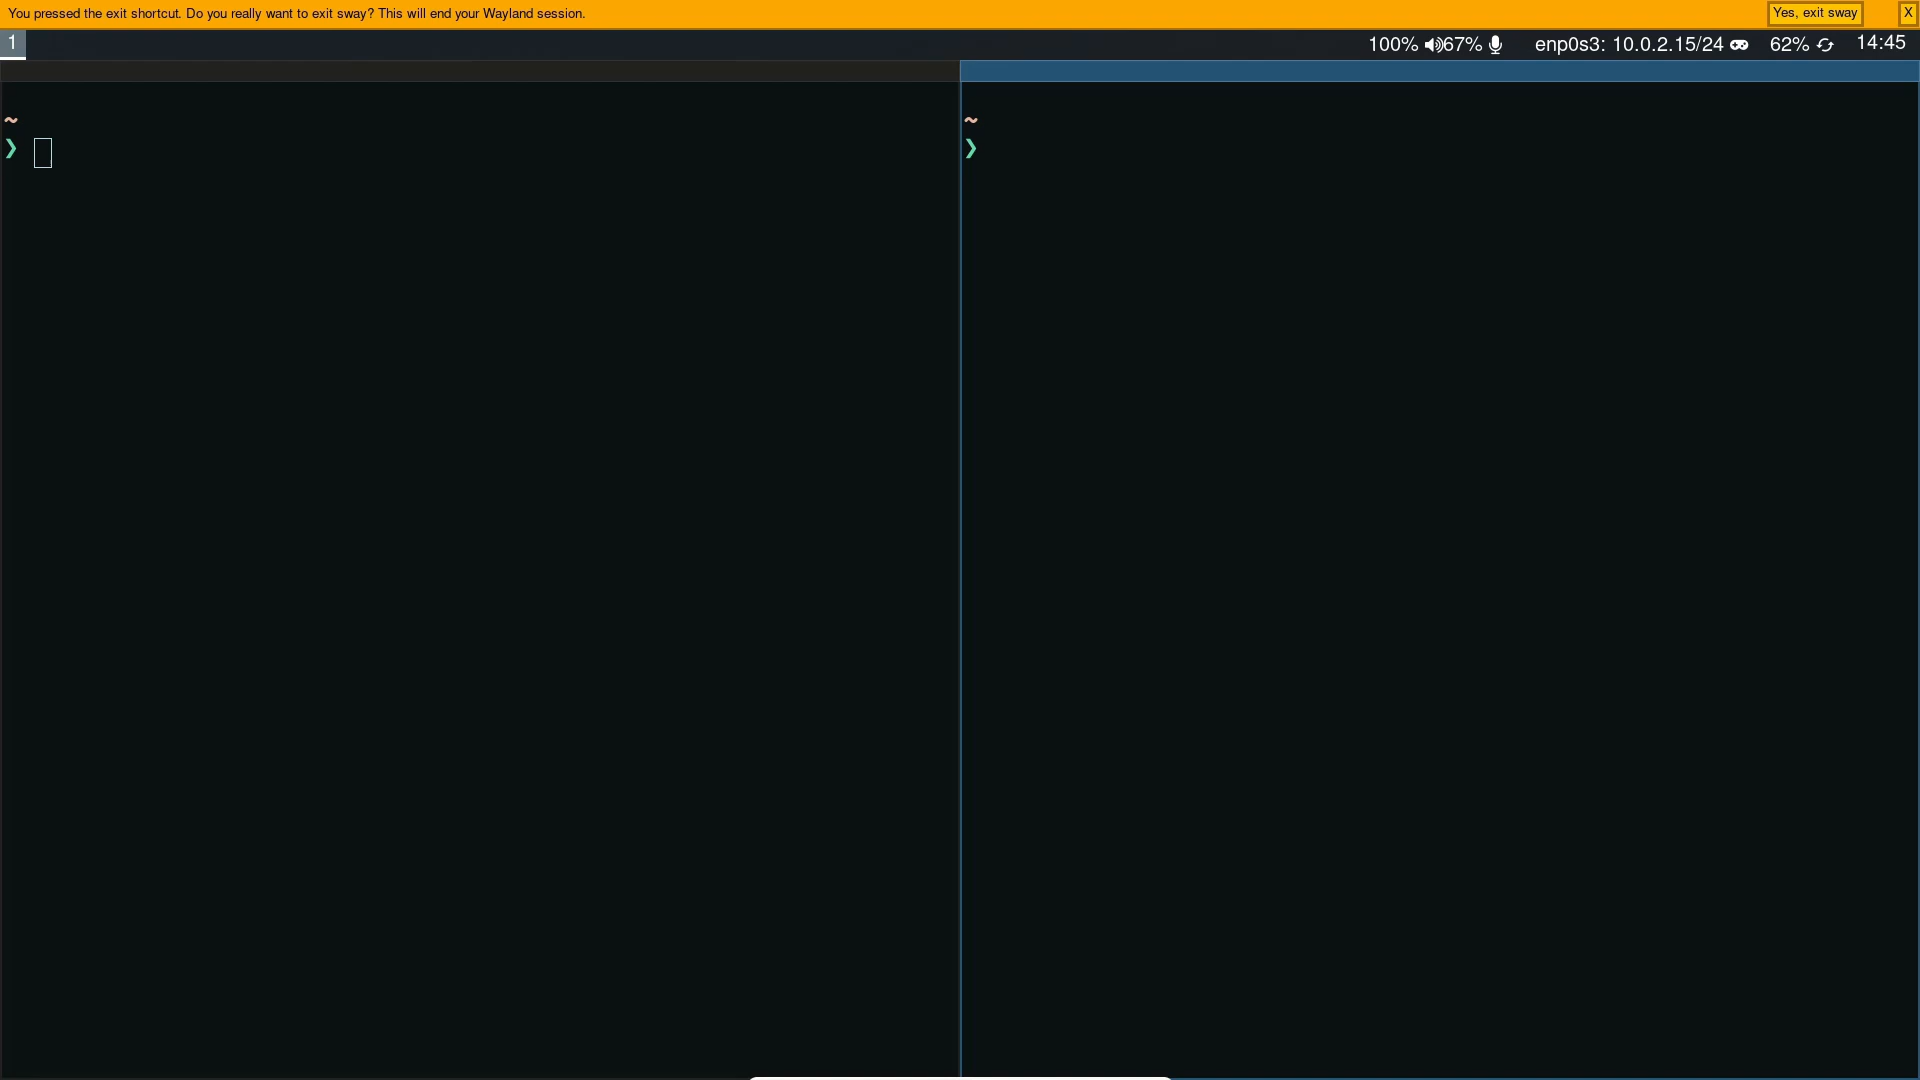 You pressed the exit shortcut. Do you really want to exit sway? This will end your Wayland session. Yes, exit sway X
1 100% 67% enp0s3: 10.0.2.15/24 62% 14:45
~
❯
~
❯